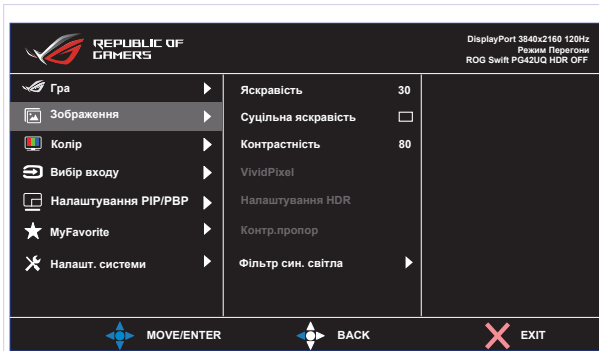 REPUBLIC OF
GAMERS
DisplayPort 3840x2160 120Hz
Режим Перегони
ROG Swift PG42UQ HDR OFF
Гра
Зображення
Колір
Вибір входу
Налаштування PIP/PBP
MyFavorite
Налашт. системи
Яскравість 30
Суцільна яскравість
Контрастність 80
VividPixel
Налаштування HDR
Контр.пропор
Фільтр син. світла
MOVE/ENTER BACK EXIT